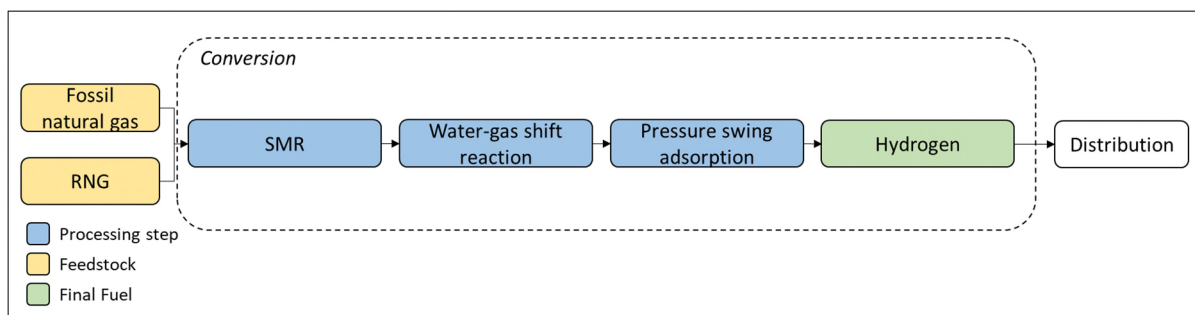 Conversion
Fossil
natural gas
RNG
SMR
Water-gas shift
reaction
Pressure swing
adsorption
Hydrogen
Distribution
Processing step
Feedstock
Final Fuel